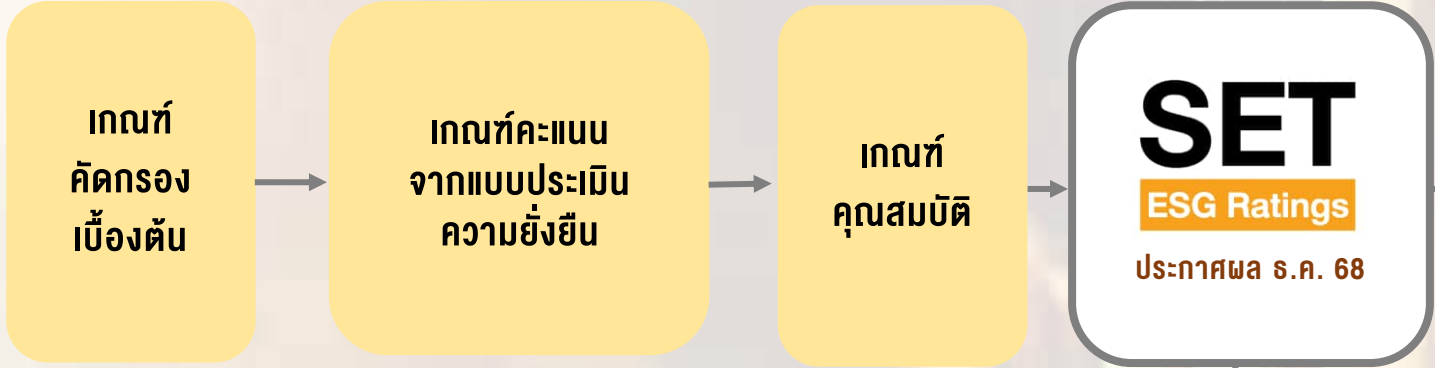 เกณฑ์
คัดกรอง
เบื้องต้น
เกณฑ์คะแนน
จากแบบประเมิน
ความยั่งยืน
เกณฑ์
คุณสมบัติ
SET
ESG Ratings
ประกาศผล ธ.ค. 68